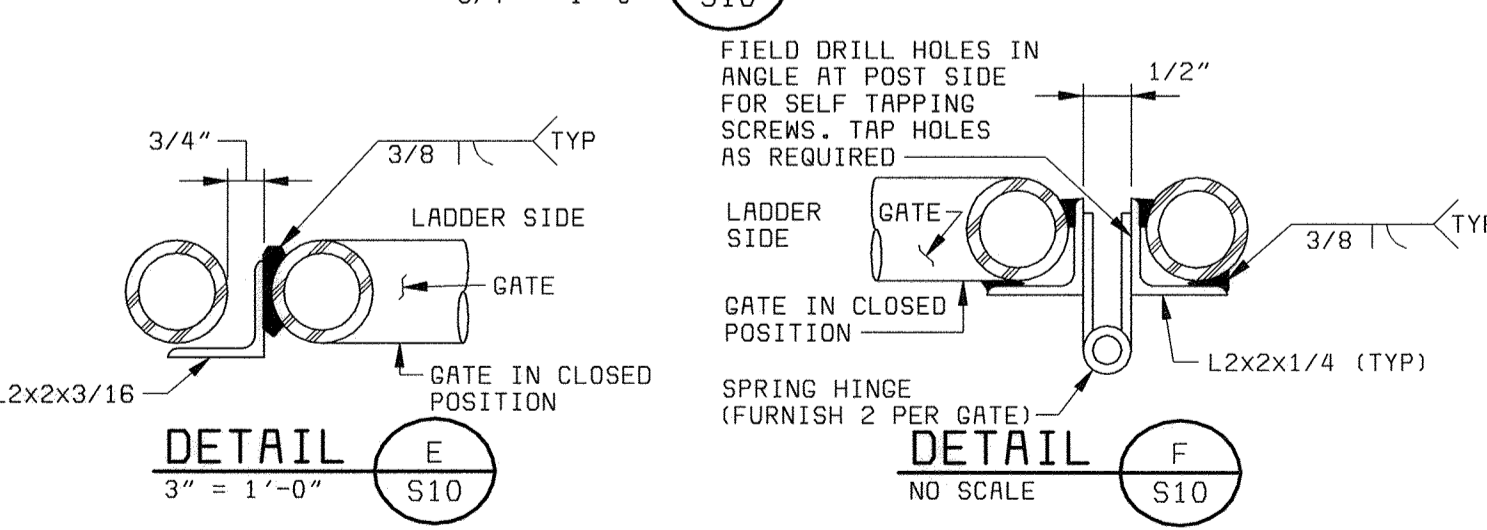 S10
FIELD DRILL HOLES IN
ANGLE AT POST SIDE
FOR SELF TAPPING
SCREWS. TAP HOLES
AS REQUIRED
1/2"
3/4"
3/8
TYP
LADDER SIDE
GATE
GATE IN CLOSED
POSITION
L2x2x3/16
DETAIL
E
3" = 1'-0"
S10
LADDER
SIDE
GATE
3/8
TYP
GATE IN CLOSED
POSITION
L2x2x1/4 (TYP)
SPRING HINGE
(FURNISH 2 PER GATE)
DETAIL
F
NO SCALE
S10